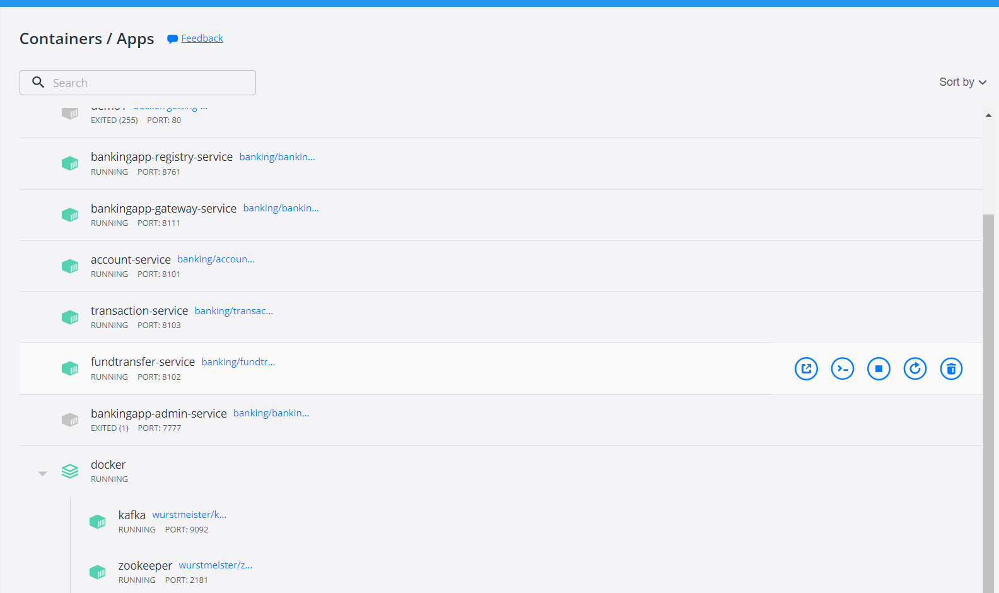 Containers / Apps Feedback
Search
Sort by
EXITED (255) PORT: 80
bankingapp-registry-service banking/bankin...
RUNNING PORT: 8761
bankingapp-gateway-service banking/bankin...
RUNNING PORT: 8111
account-service banking/accoun...
RUNNING PORT: 8101
transaction-service banking/transac...
RUNNING PORT: 8103
fundtransfer-service banking/fundtr...
RUNNING PORT: 8102
bankingapp-admin-service banking/bankin...
EXITED (1) PORT: 7777
docker
RUNNING
kafka wurstmeister/k...
RUNNING PORT: 9092
zookeeper wurstmeister/z...
RUNNING PORT: 2181